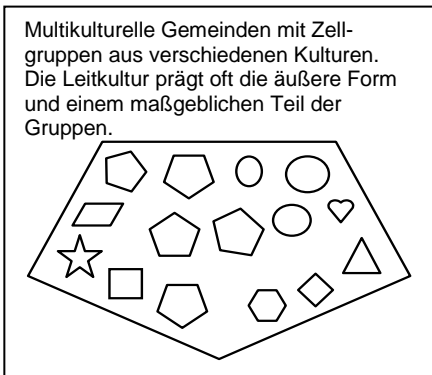 Multikulturelle Gemeinden mit Zell-
gruppen aus verschiedenen Kulturen.
Die Leitkultur prägt oft die äußere Form
und einem maßgeblichen Teil der
Gruppen.